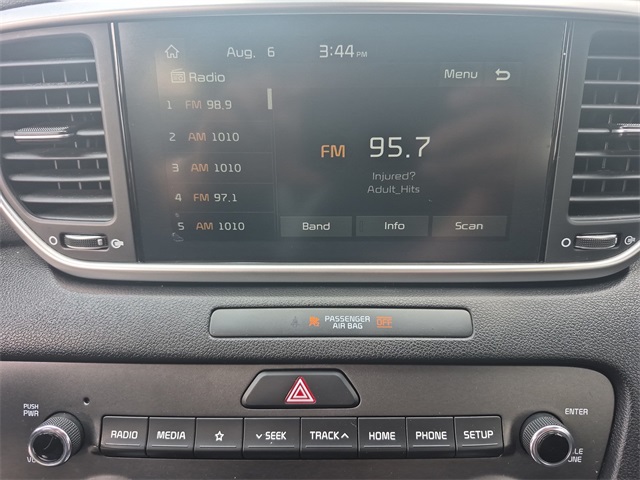 Aug. 6 3:44 PM
Radio Menu
1 FM 98.9
2 AM 1010
3 AM 1010
4 FM 97.1
5 AM 1010
FM 95.7
Injured?
Adult_Hits
Band Info Scan
PASSENGER
AIR BAG OFF
PUSH
PWR
ENTER
RADIO MEDIA SEEK TRACK HOME PHONE SETUP